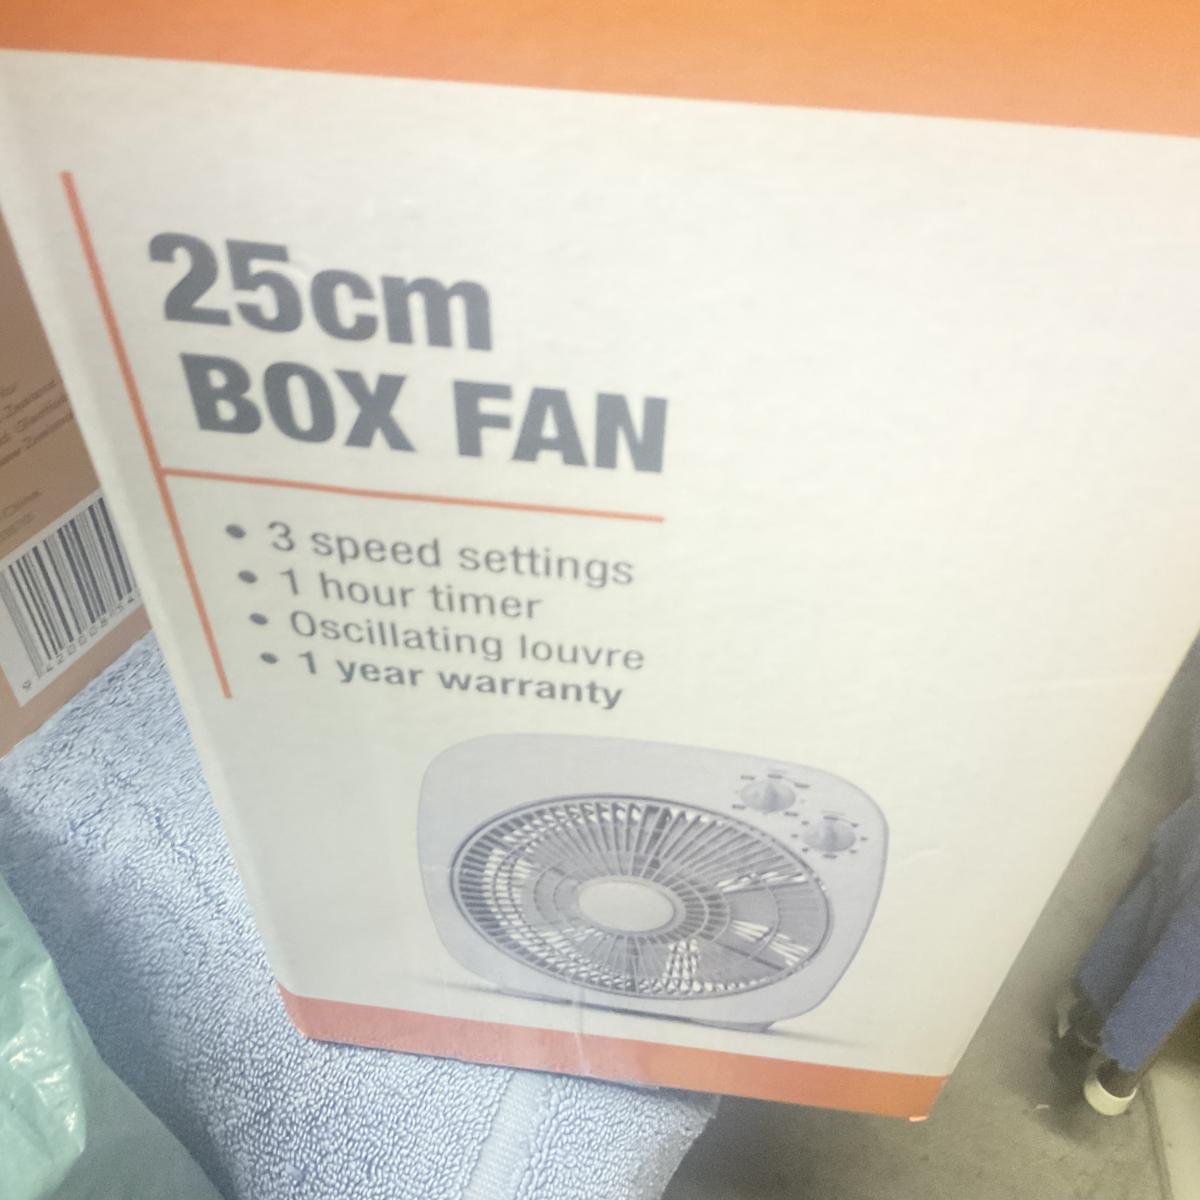 25cm
BOX FAN
• 3 speed settings
• 1 hour timer
• Oscillating louvre
• 1 year warranty